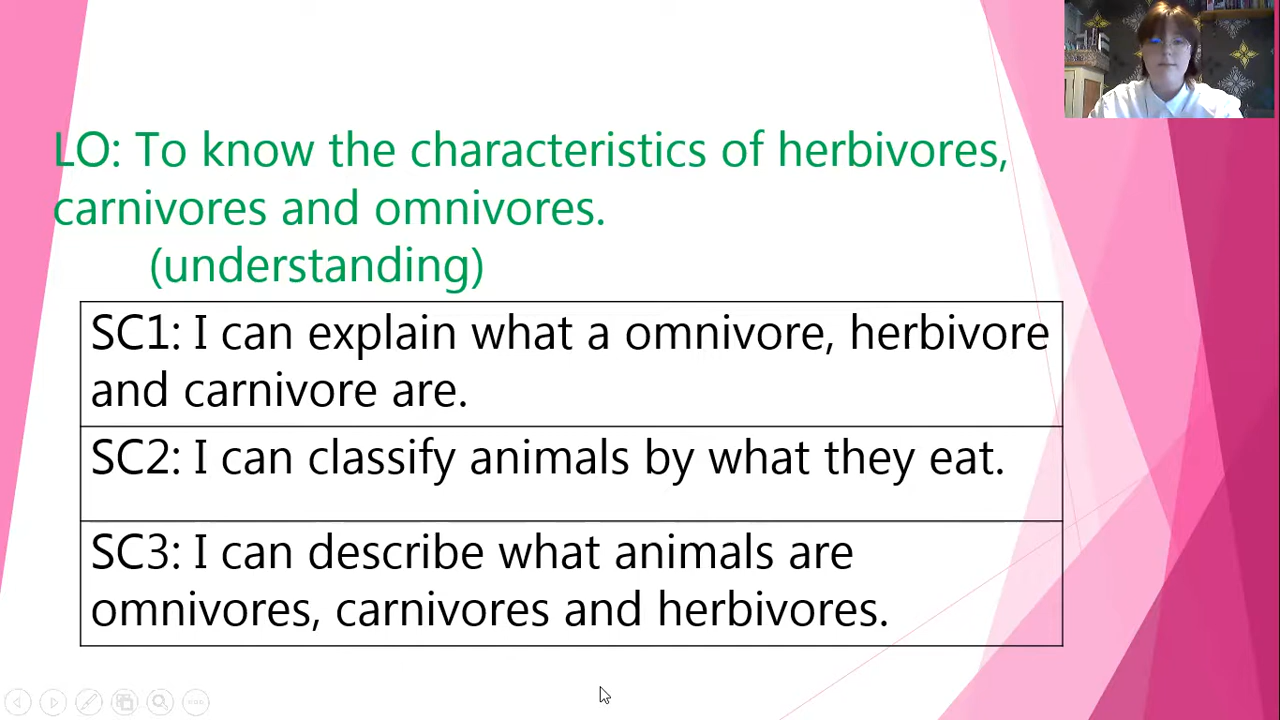 LO: To know the characteristics of herbivores,
carnivores and omnivores.
(understanding)
SC1: I can explain what a omnivore, herbivore
and carnivore are.
SC2: I can classify animals by what they eat.
SC3: I can describe what animals are
omnivores, carnivores and herbivores.